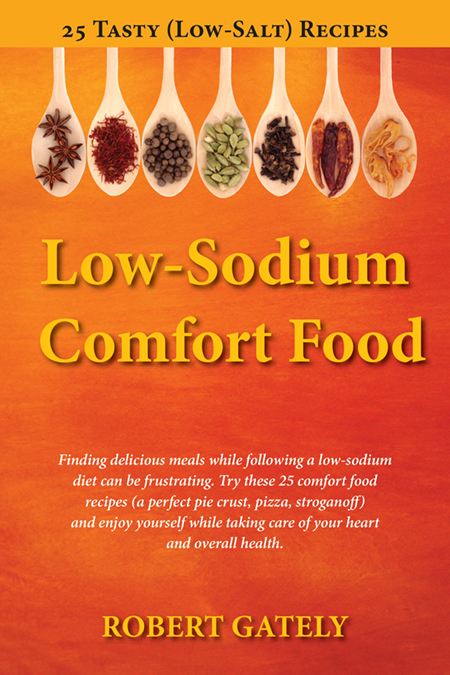 25 Tasty (Low-Salt) Recipes
Low-Sodium
Comfort Food
Finding delicious meals while following a low-sodium
diet can be frustrating. Try these 25 comfort food
recipes (a perfect pie crust, pizza, stroganoff)
and enjoy yourself while taking care of your heart
and overall health.
ROBERT GATELY